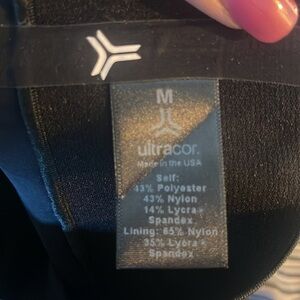 M
ultracor.
Made in the USA
Self:
43% Polyester
43% Nylon
14% Lycra -
Spandex
Lining: 65% Nylon
35% Lycra -
Spandex